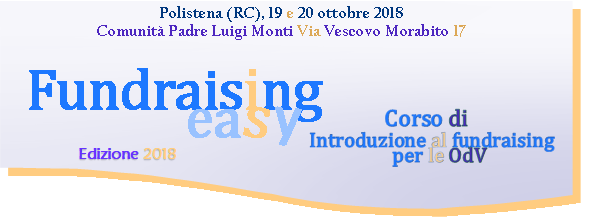 Polistena (RC), 19 e 20 ottobre 2018
Comunità Padre Luigi Monti Via Vescovo Morabito 17
Fundraising
easy
Corso di
Introduzione al fundraising
per le OdV
Edizione 2018